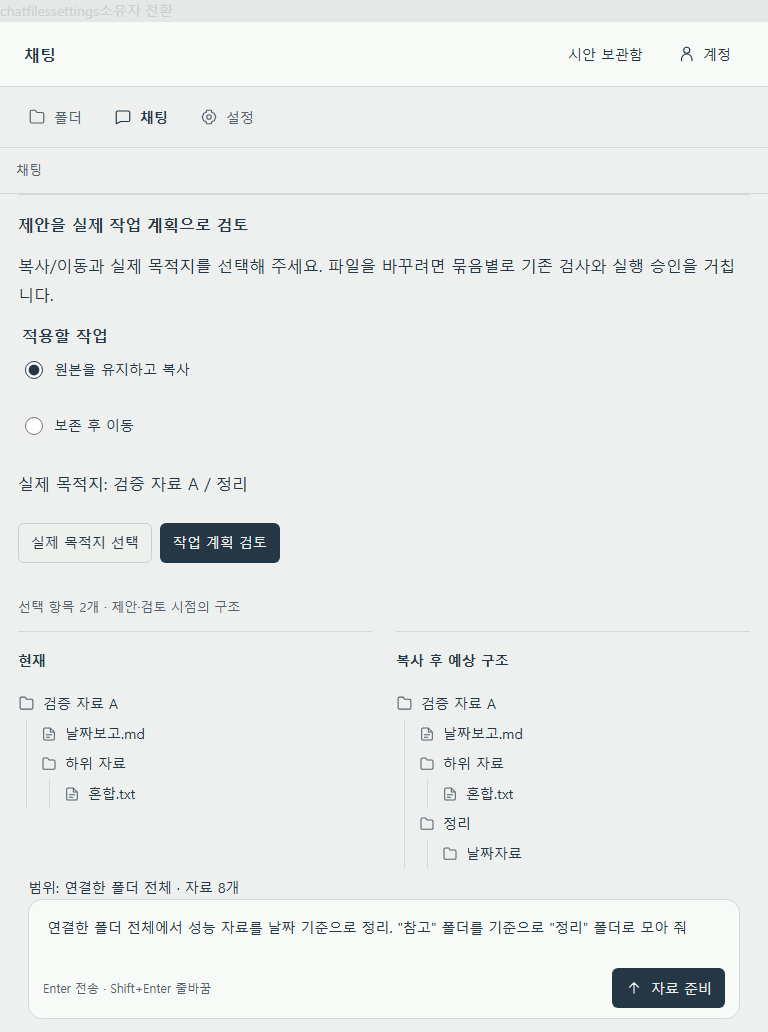 chatfilessettings소유자 전환
채팅
시안 보관함
계정
폴더
채팅
설정
채팅
제안을 실제 작업 계획으로 검토
복사/이동과 실제 목적지를 선택해 주세요. 파일을 바꾸려면 묶음별로 기존 검사와 실행 승인을 거칩
니다.
적용할 작업
원본을 유지하고 복사
보존 후 이동
실제 목적지: 검증 자료 A / 정리
실제 목적지 선택
작업 계획 검토
선택 항목 2개 · 제안·검토 시점의 구조
현재
검증 자료 A
날짜보고.md
하위 자료
혼합.txt
복사 후 예상 구조
검증 자료 A
날짜보고.md
하위 자료
혼합.txt
정리
날짜자료
범위: 연결한 폴더 전체 · 자료 8개
연결한 폴더 전체에서 성능 자료를 날짜 기준으로 정리. "참고" 폴더를 기준으로 "정리" 폴더로 모아 줘
Enter 전송 · Shift+Enter 줄바꿈
자료 준비